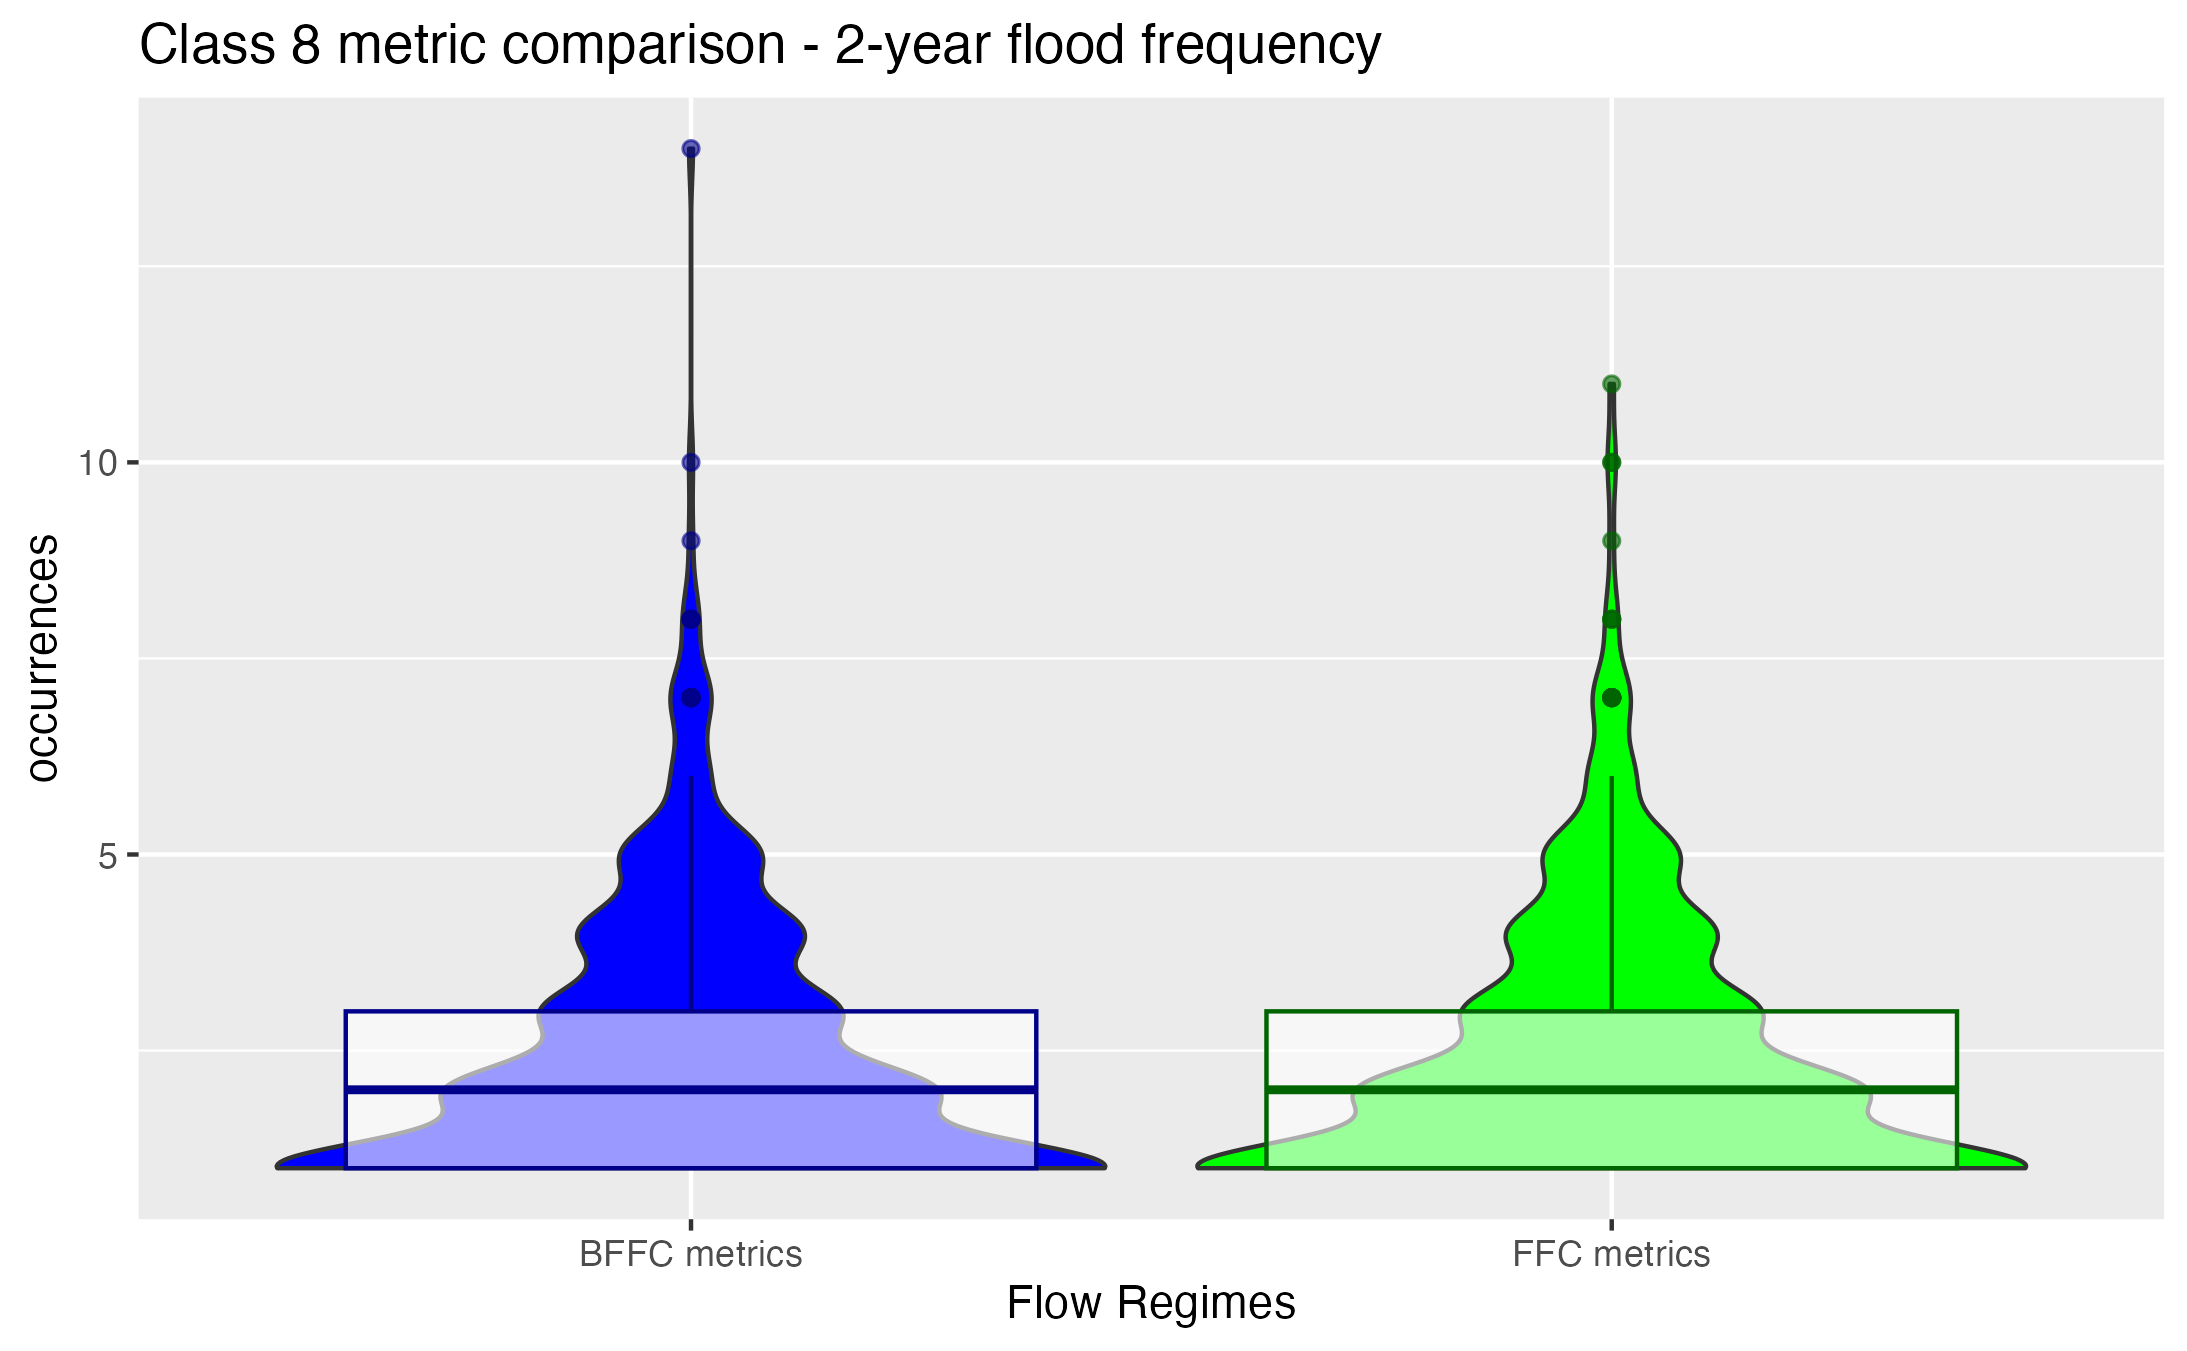 Class 8 metric comparison - 2-year flood frequency
occurrences
10
5
BFFC metrics
FFC metrics
Flow Regimes